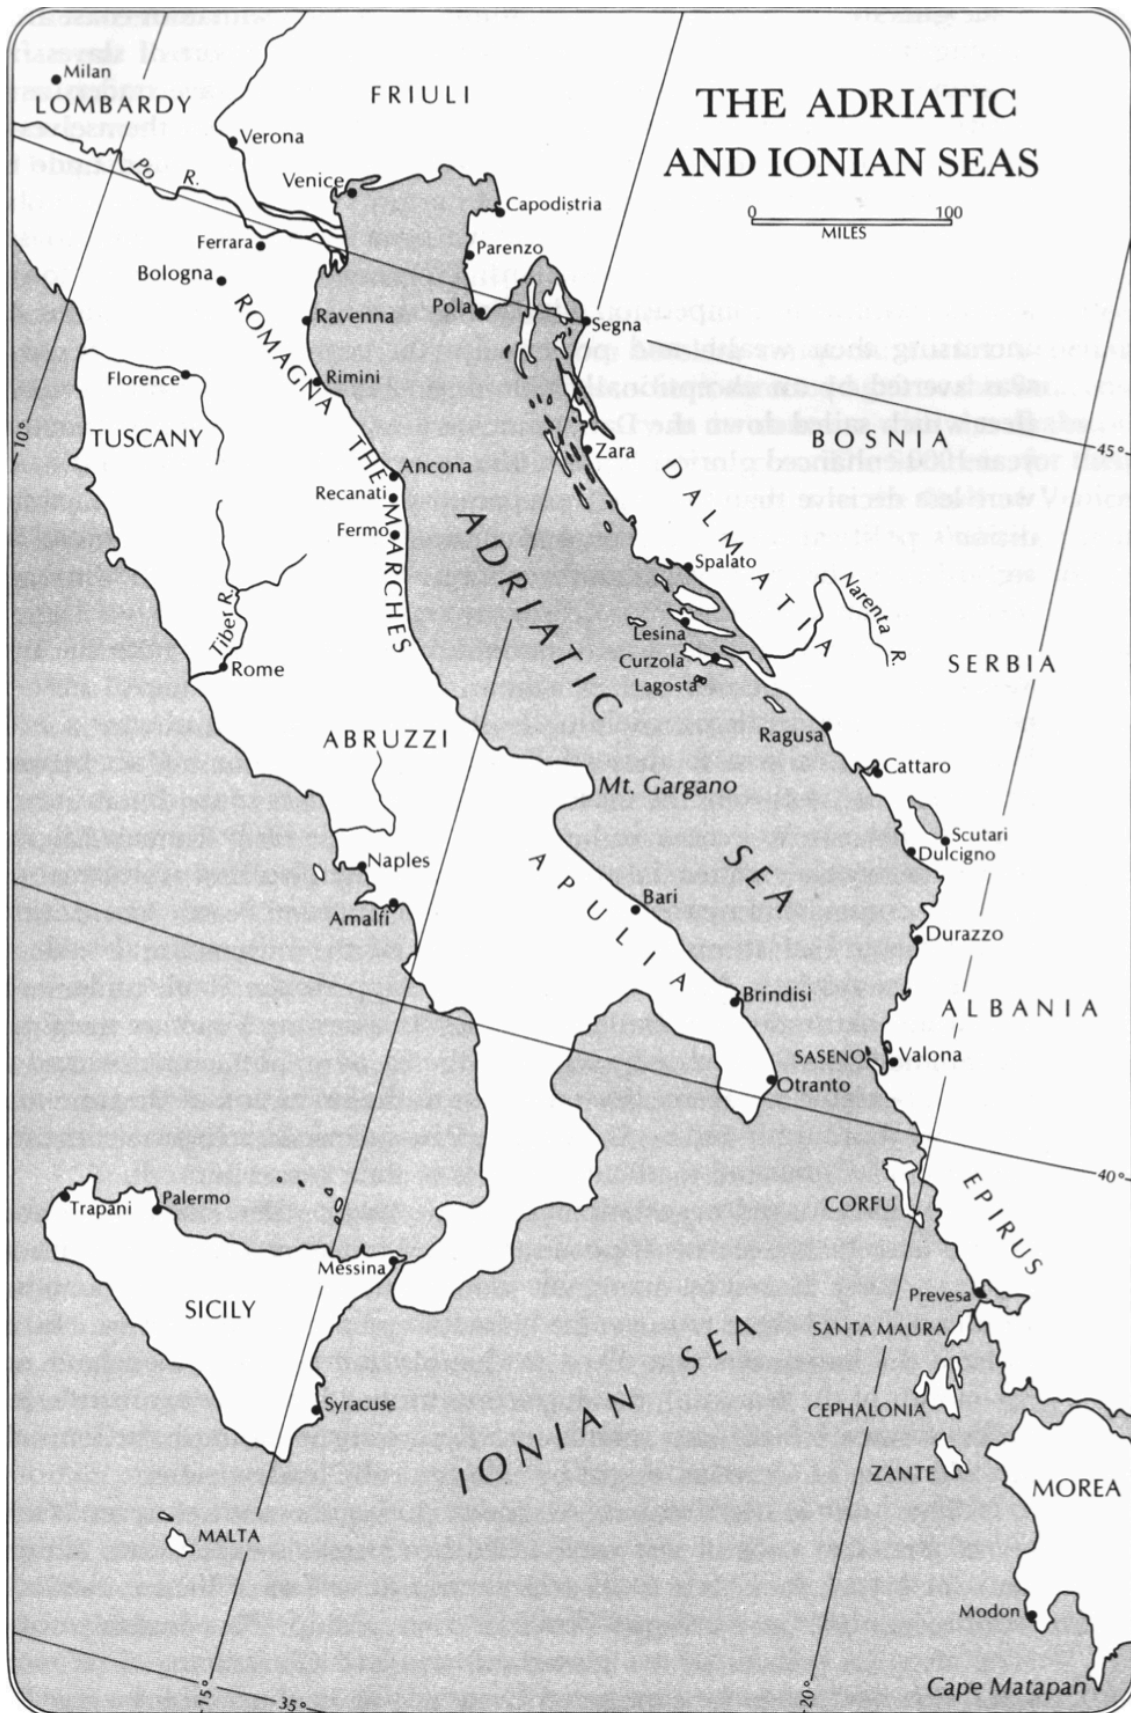 THE ADRIATIC
AND IONIAN SEAS
0 100
MILES
Milan
LOMBARDY
FRIULI
Verona
Po R.
Venice
Capodistria
Ferrara
Parenzo
Bologna
ROMAGNA
Ravenna
Pola
Segna
Florence
Rimini
10°
TUSCANY
THE MARCHES
BOSNIA
45°
Ancona
Zara
Recanati
DALMATIA
Fermo
ADRIATIC SEA
Spalato
Narenta R.
Tiber R.
Lesina
Rome
Curzola
SERBIA
Lagosta
Ragusa
ABRUZZI
Cattaro
Mt. Gargano
Scutari
Dulcigno
Naples
APULIA
Bari
Amalfi
Durazzo
Brindisi
ALBANIA
SASENO
Valona
Otranto
40°
EPIRUS
Trapani
Palermo
CORFU
Messina
Prevesa
SICILY
SANTA MAURA
IONIAN SEA
Syracuse
CEPHALONIA
ZANTE
MOREA
MALTA
Modon
Cape Matapan
15°
35°
20°